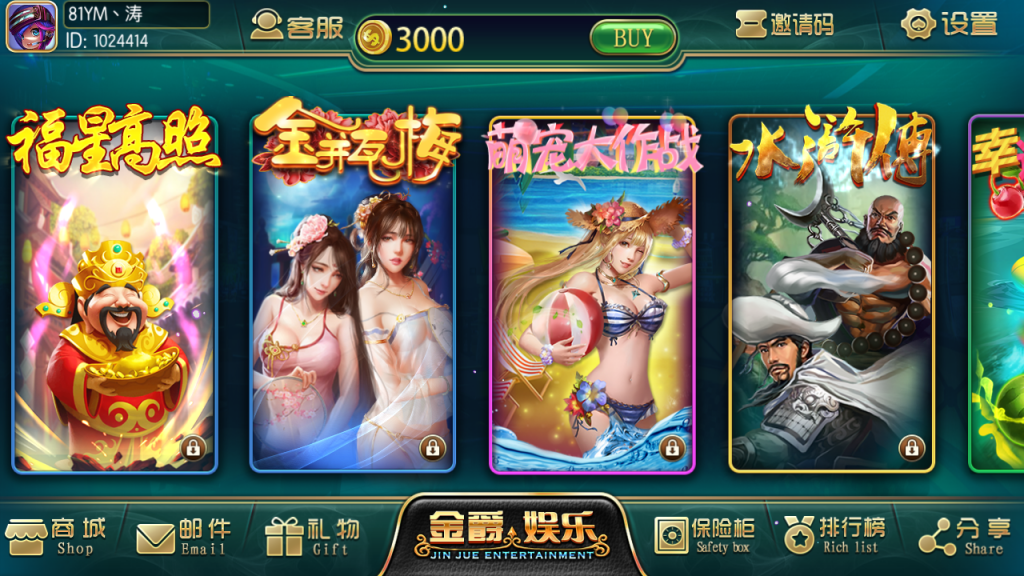 81YM、涛
ID: 1024414
客服
3000
BUY
邀请码
设置
福星高照
金瓶梅
萌宠大作战
水浒傳
幸
商城
Shop
邮件
Email
礼物
Gift
金爵娱乐
JIN JUE ENTERTAINMENT
保险柜
Safety box
排行榜
Rich list
分享
Share